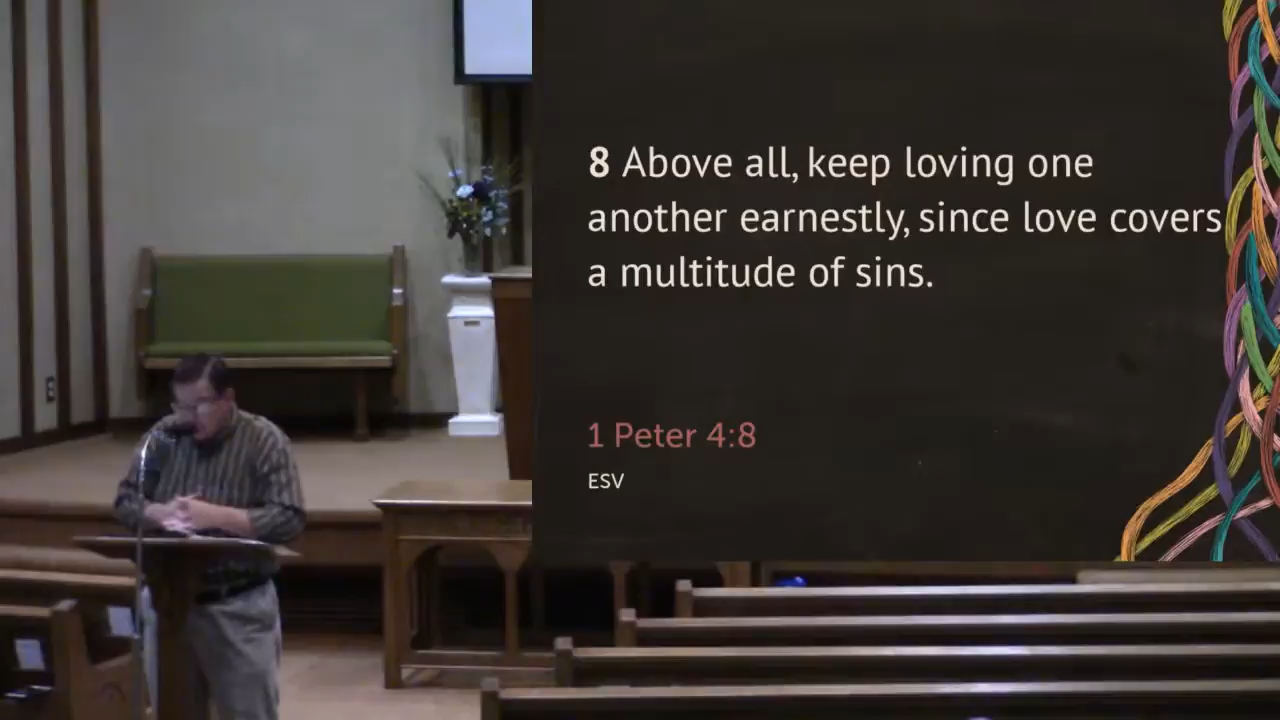 8 Above all, keep loving one
another earnestly, since love covers
a multitude of sins.
1 Peter 4:8
ESV